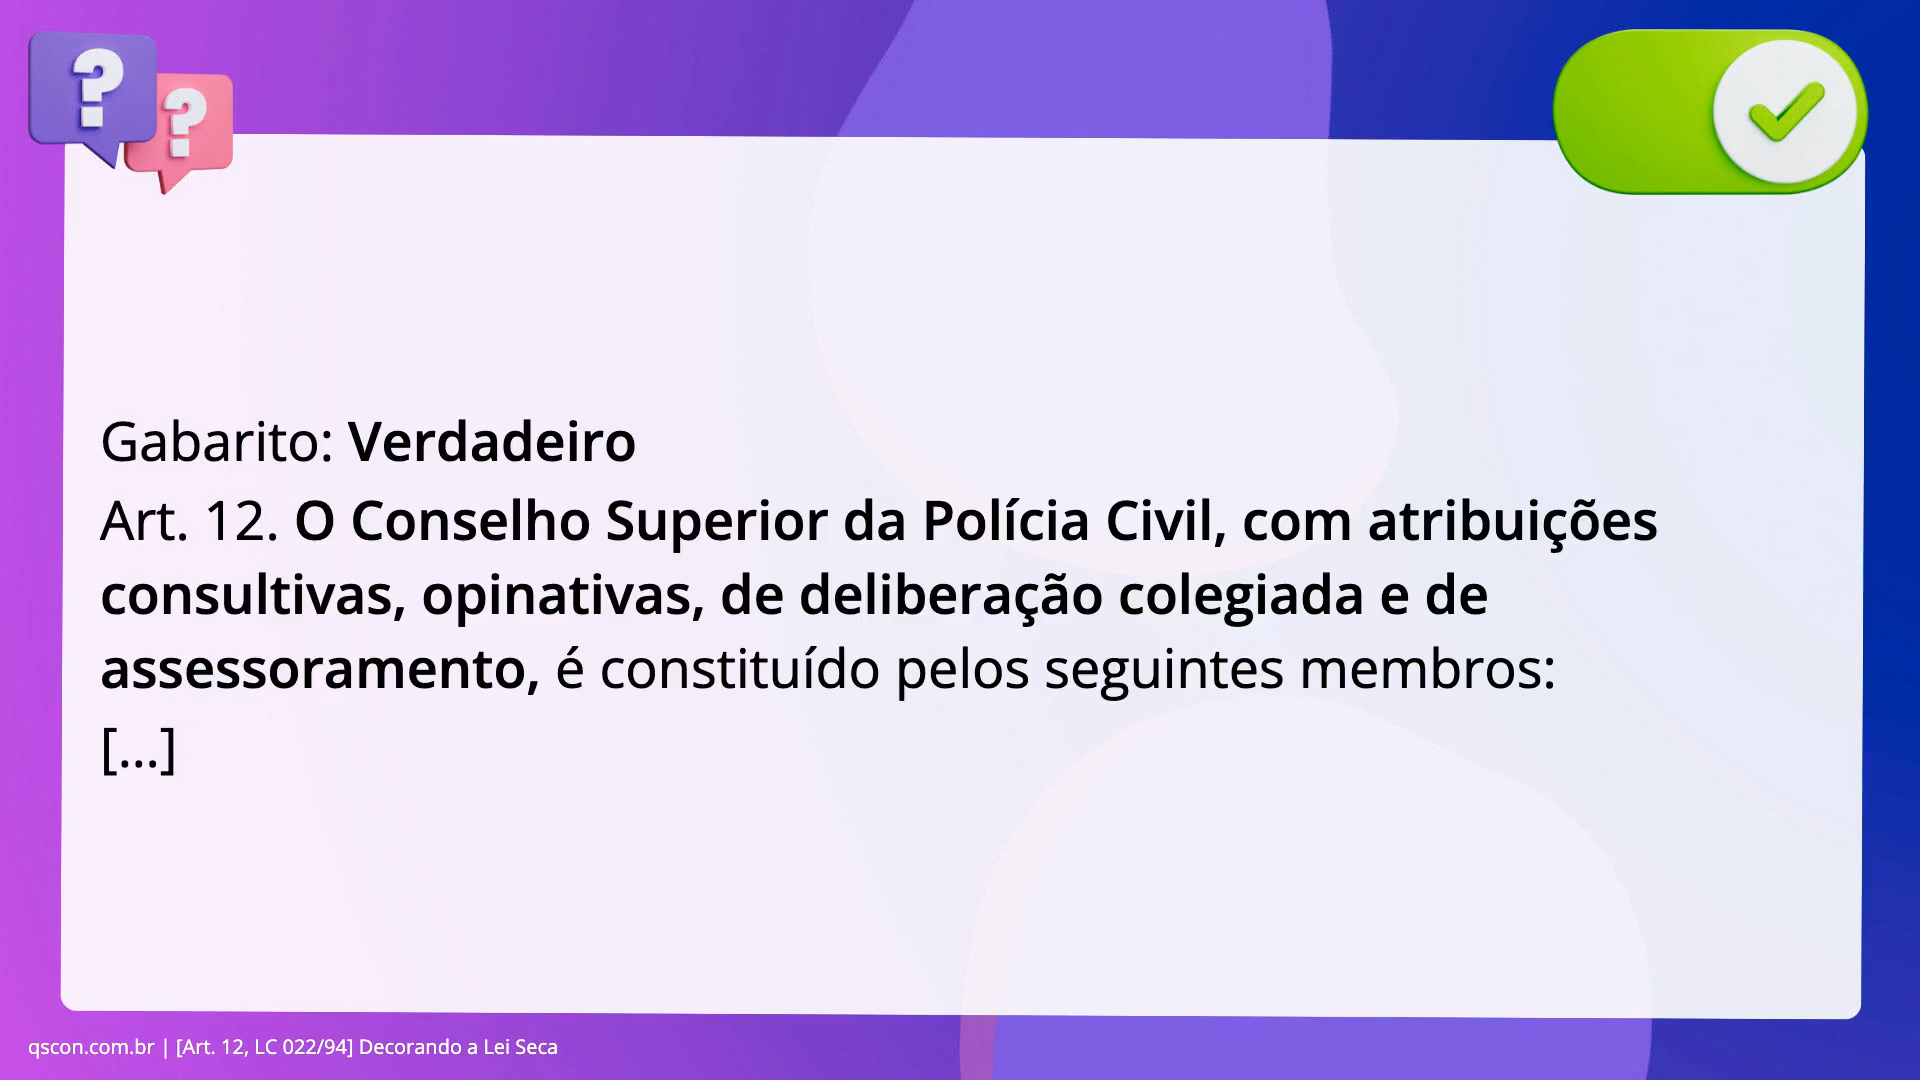 Gabarito: Verdadeiro
Art. 12. O Conselho Superior da Polícia Civil, com atribuições
consultivas, opinativas, de deliberação colegiada e de
assessoramento, é constituído pelos seguintes membros:
[...]
qscon.com.br | [Art. 12, LC 022/94] Decorando a Lei Seca